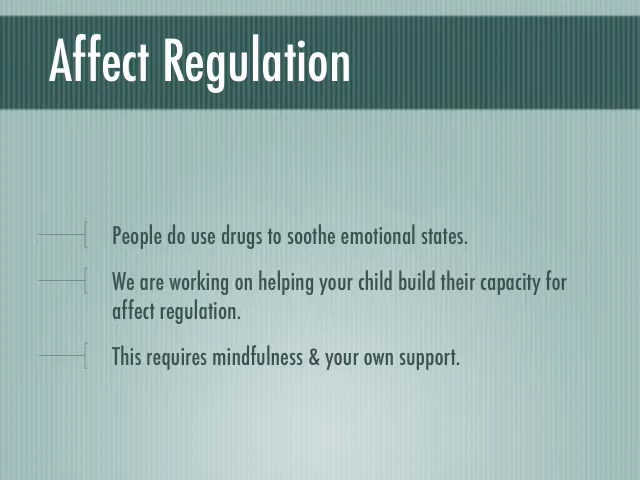 Affect Regulation
People do use drugs to soothe emotional states.
We are working on helping your child build their capacity for
affect regulation.
This requires mindfulness & your own support.